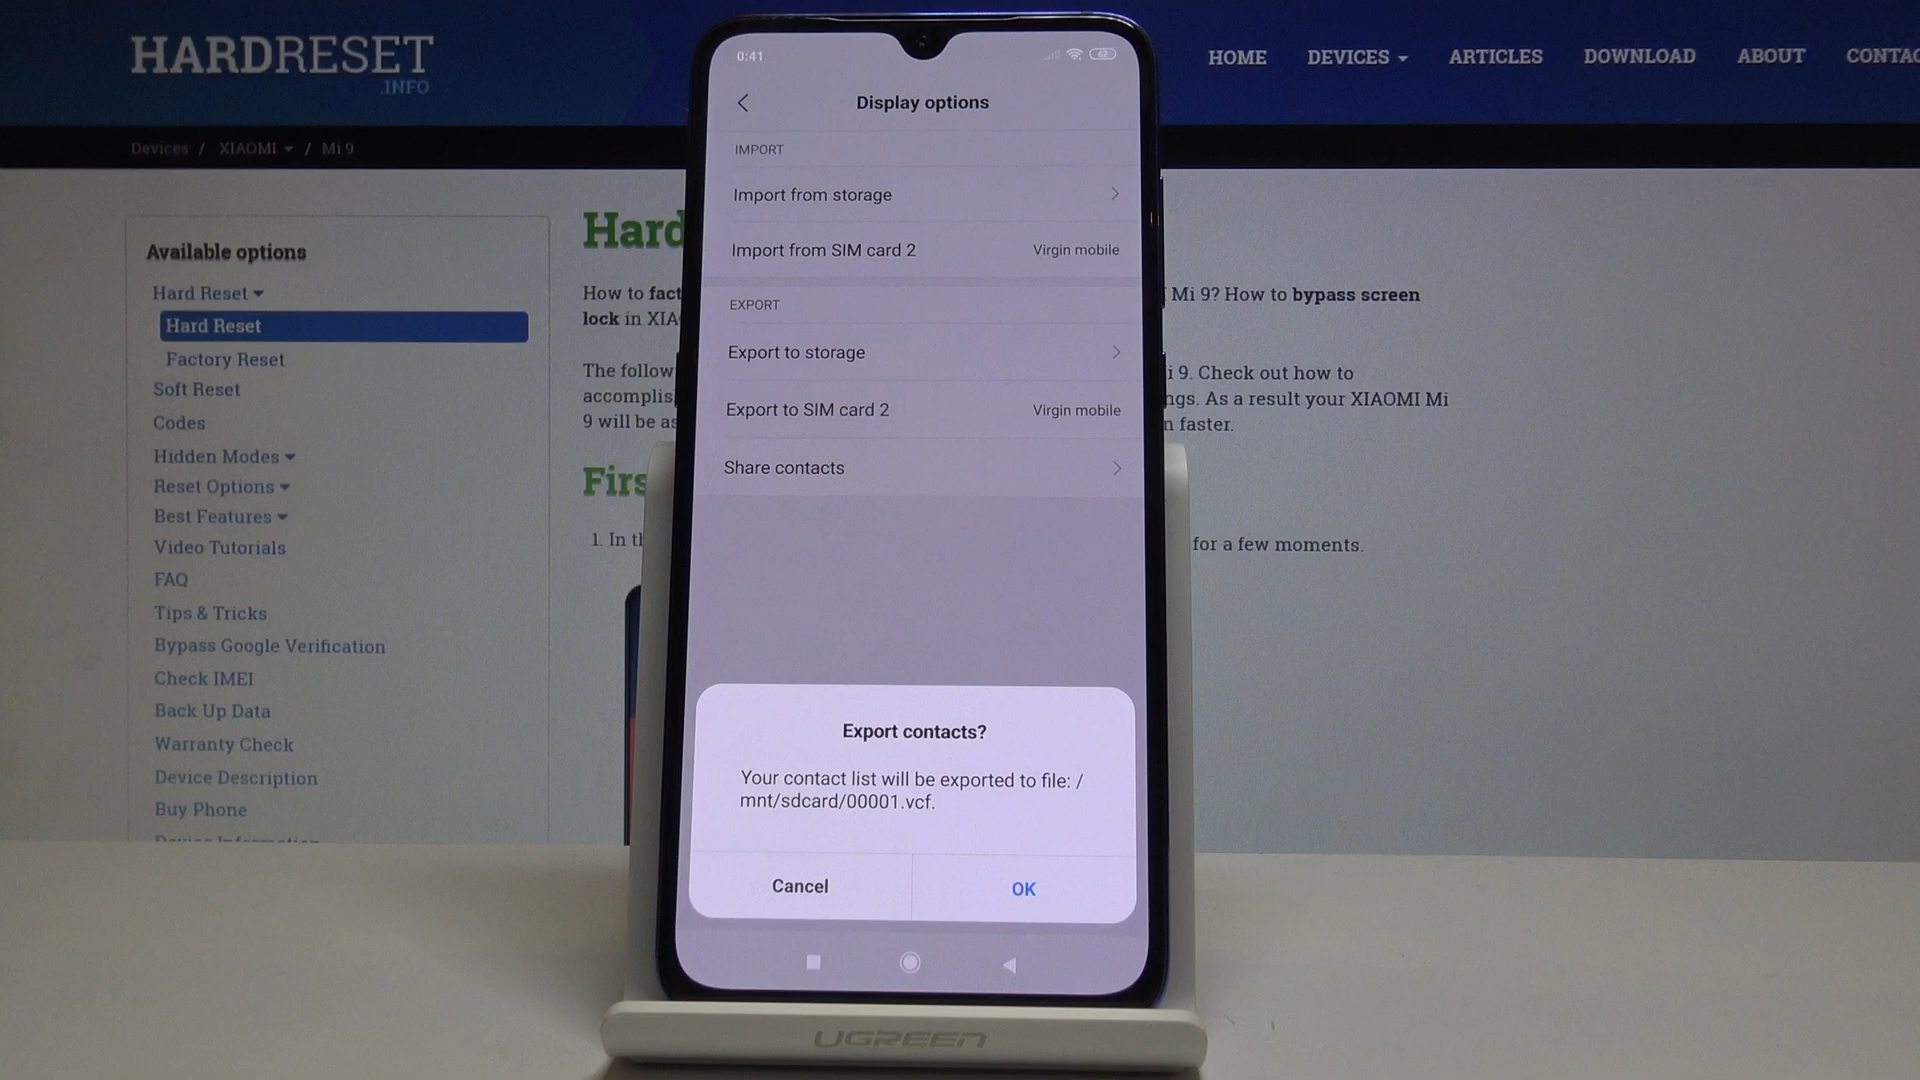 HARDRESET
.INFO
HOME DEVICES ARTICLES DOWNLOAD ABOUT CONTAC
Devices / XIAOMI / Mi 9
Available options
Hard Reset
Hard Reset
Factory Reset
Soft Reset
Codes
Hidden Modes
Reset Options
Best Features
Video Tutorials
FAQ
Tips & Tricks
Bypass Google Verification
Check IMEI
Back Up Data
Warranty Check
Device Description
Buy Phone
Device Information
Hard
How to fact
lock in XIA
Mi 9? How to bypass screen
The follow
accomplis
9 will be as
i 9. Check out how to
ngs. As a result your XIAOMI Mi
n faster.
Firs
1. In th
for a few moments.
0:41
62
Display options
IMPORT
Import from storage
Import from SIM card 2 Virgin mobile
EXPORT
Export to storage
Export to SIM card 2 Virgin mobile
Share contacts
Export contacts?
Your contact list will be exported to file: /
mnt/sdcard/00001.vcf.
Cancel OK
UGREEN